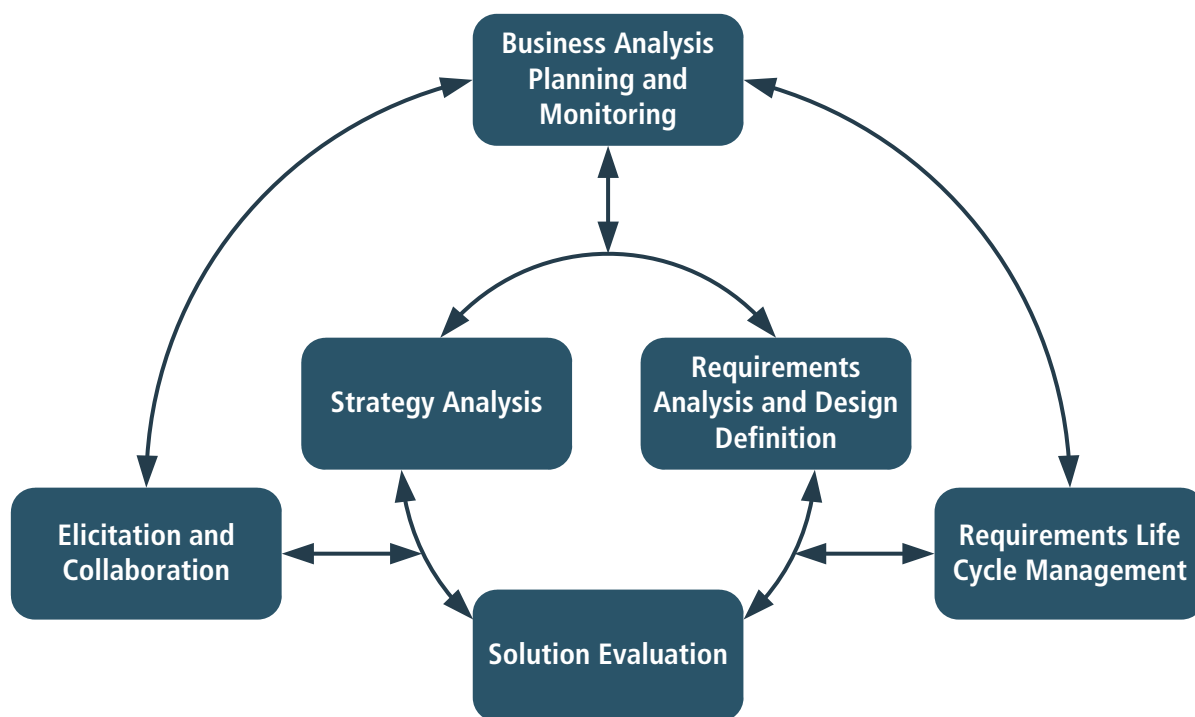 Business Analysis
Planning and
Monitoring
Strategy Analysis
Requirements
Analysis and Design
Definition
Elicitation and
Collaboration
Requirements Life
Cycle Management
Solution Evaluation